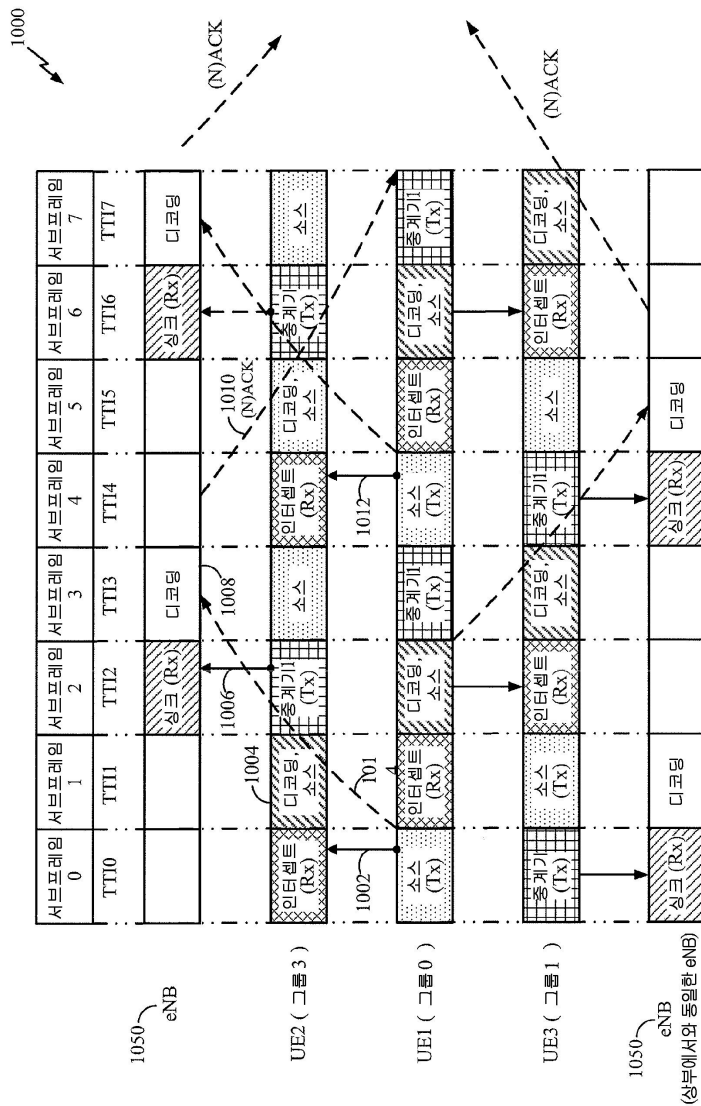 1000
서브프레임 0
서브프레임 1
서브프레임 2
서브프레임 3
서브프레임 4
서브프레임 5
서브프레임 6
서브프레임 7
TTI0
TTI1
TTI2
TTI3
TTI4
TTI5
TTI6
TTI7
1050
eNB
싱크 (Rx)
디코딩
싱크 (Rx)
디코딩
(N)ACK
1004
1006
1008
1010
(N)ACK
UE2 ( 그룹 3 )
인터셉트 (Rx)
디코딩, 소스
중계기1 (Tx)
소스
인터셉트 (Rx)
디코딩, 소스
중계기 (Tx)
소스
1002
101
4
1012
UE1 ( 그룹 0 )
소스 (Tx)
인터셉트 (Rx)
디코딩, 소스
중계기1 (Tx)
소스 (Tx)
인터셉트 (Rx)
디코딩, 소스
중계기1 (Tx)
(N)ACK
UE3 ( 그룹 1 )
중계기 (Tx)
소스 (Tx)
인터셉트 (Rx)
디코딩, 소스
중계기1 (Tx)
소스
인터셉트 (Rx)
디코딩, 소스
1050
eNB
(상부에서와 동일한 eNB)
싱크 (Rx)
디코딩
싱크 (Rx)
디코딩